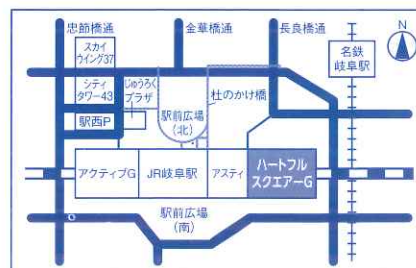 忠節橋通
金華橋通
長良橋通
N
スカイ
ウイング37
名鉄
岐阜駅
シティ
タワー43
じゅうろく
プラザ
杜のかけ橋
駅西P
駅前広場
(北)
アクティブG
JR岐阜駅
アスティ
ハートフル
スクエアーG
駅前広場
(南)